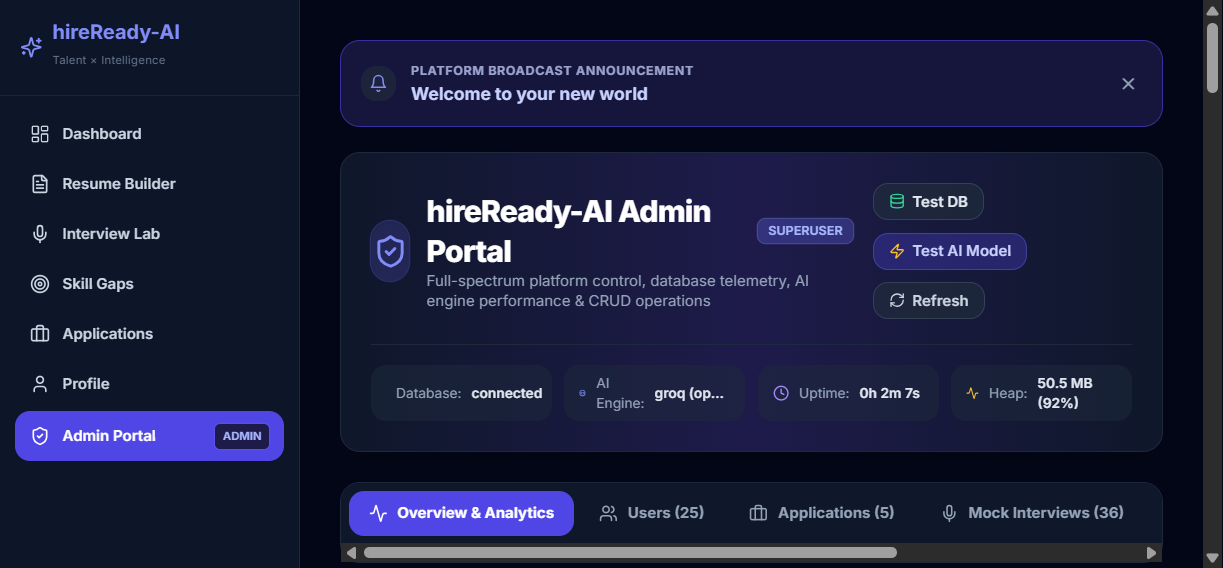 hireReady-AI
Talent × Intelligence
Dashboard
Resume Builder
Interview Lab
Skill Gaps
Applications
Profile
Admin Portal
ADMIN
PLATFORM BROADCAST ANNOUNCEMENT
Welcome to your new world
hireReady-AI Admin
Portal
SUPERUSER
Full-spectrum platform control, database telemetry, AI
engine performance & CRUD operations
Test DB
Test AI Model
Refresh
Database: connected
AI
Engine: groq (op...
Uptime: 0h 2m 7s
Heap: 50.5 MB
(92%)
Overview & Analytics
Users (25)
Applications (5)
Mock Interviews (36)